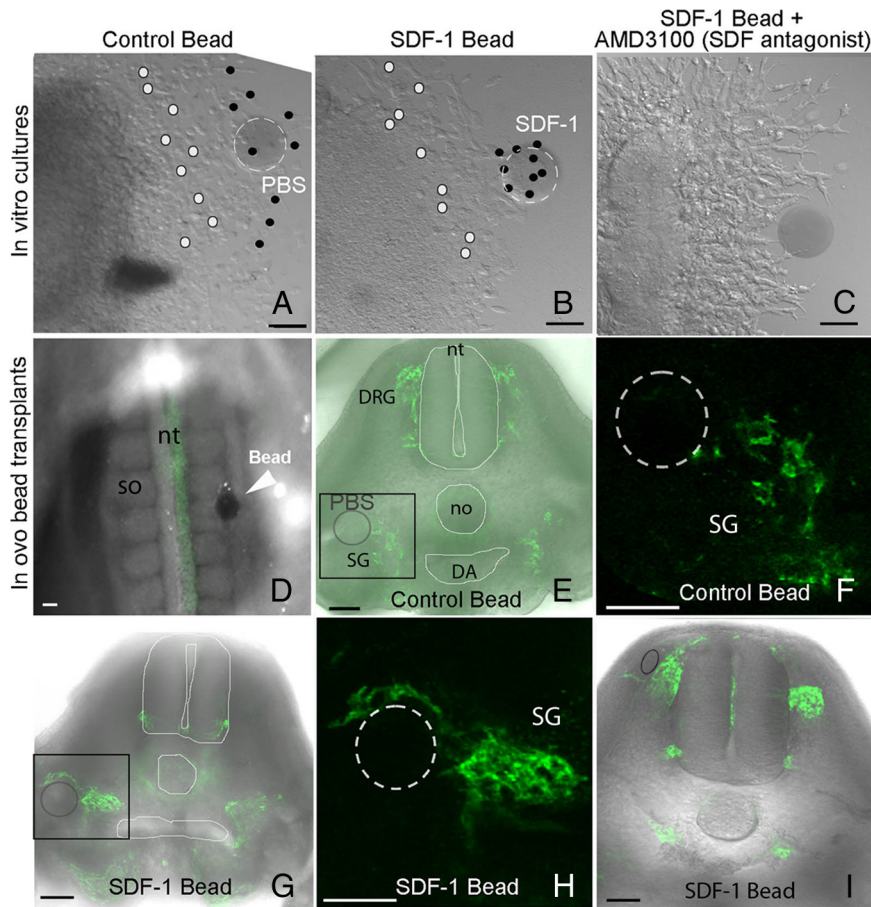 Control Bead
SDF-1 Bead
SDF-1 Bead +
AMD3100 (SDF antagonist)
In vitro cultures
PBS
A
SDF-1
B
C
In ovo bead transplants
nt
so
Bead
D
nt
DRG
PBS
no
SG
DA
Control Bead
E
SG
Control Bead
F
SDF-1 Bead
G
SG
SDF-1 Bead
H
SDF-1 Bead
I